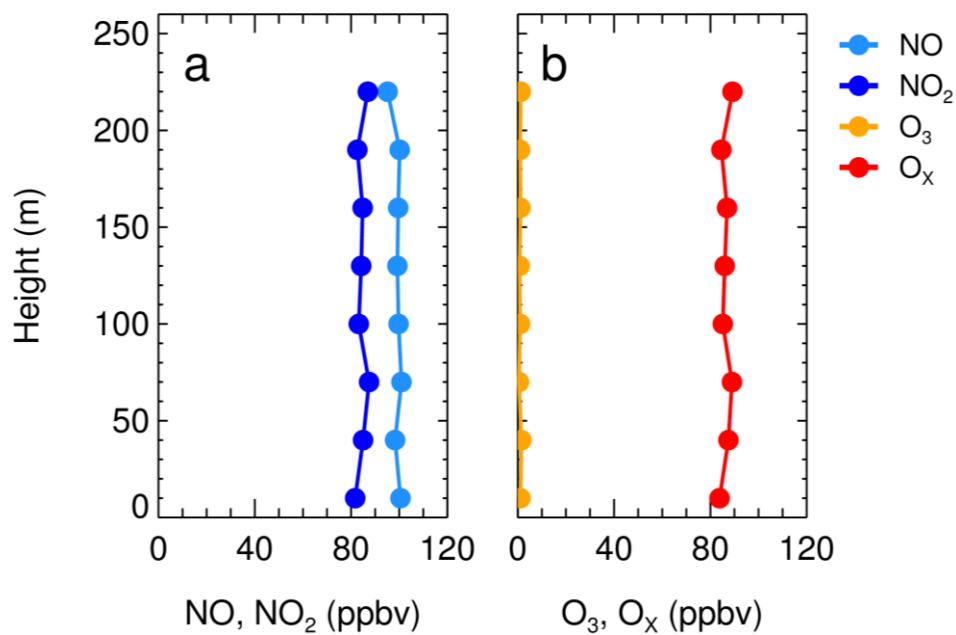 250
200
150
100
50
0
Height (m)
a
0 40 80 120
NO, NO₂ (ppbv)
b
0 40 80 120
O₃, Oₓ (ppbv)
NO
NO₂
O₃
Oₓ